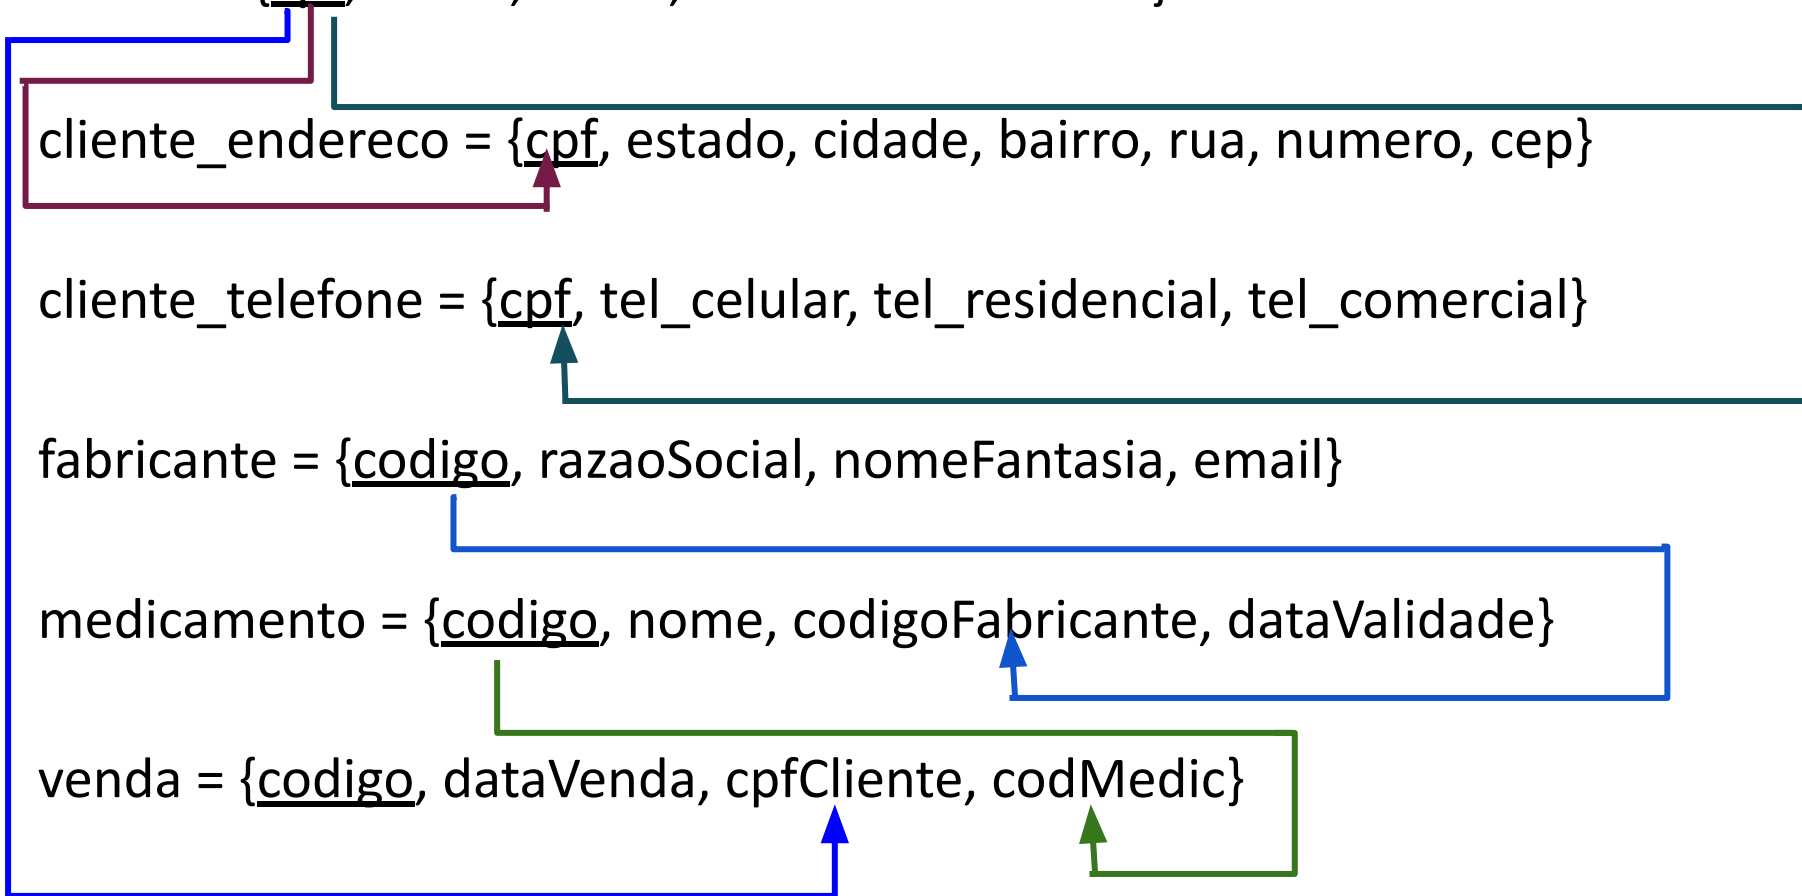 cliente_endereco = {cpf, estado, cidade, bairro, rua, numero, cep}
cliente_telefone = {cpf, tel_celular, tel_residencial, tel_comercial}
fabricante = {codigo, razaoSocial, nomeFantasia, email}
medicamento = {codigo, nome, codigoFabricante, dataValidade}
venda = {codigo, dataVenda, cpfCliente, codMedic}